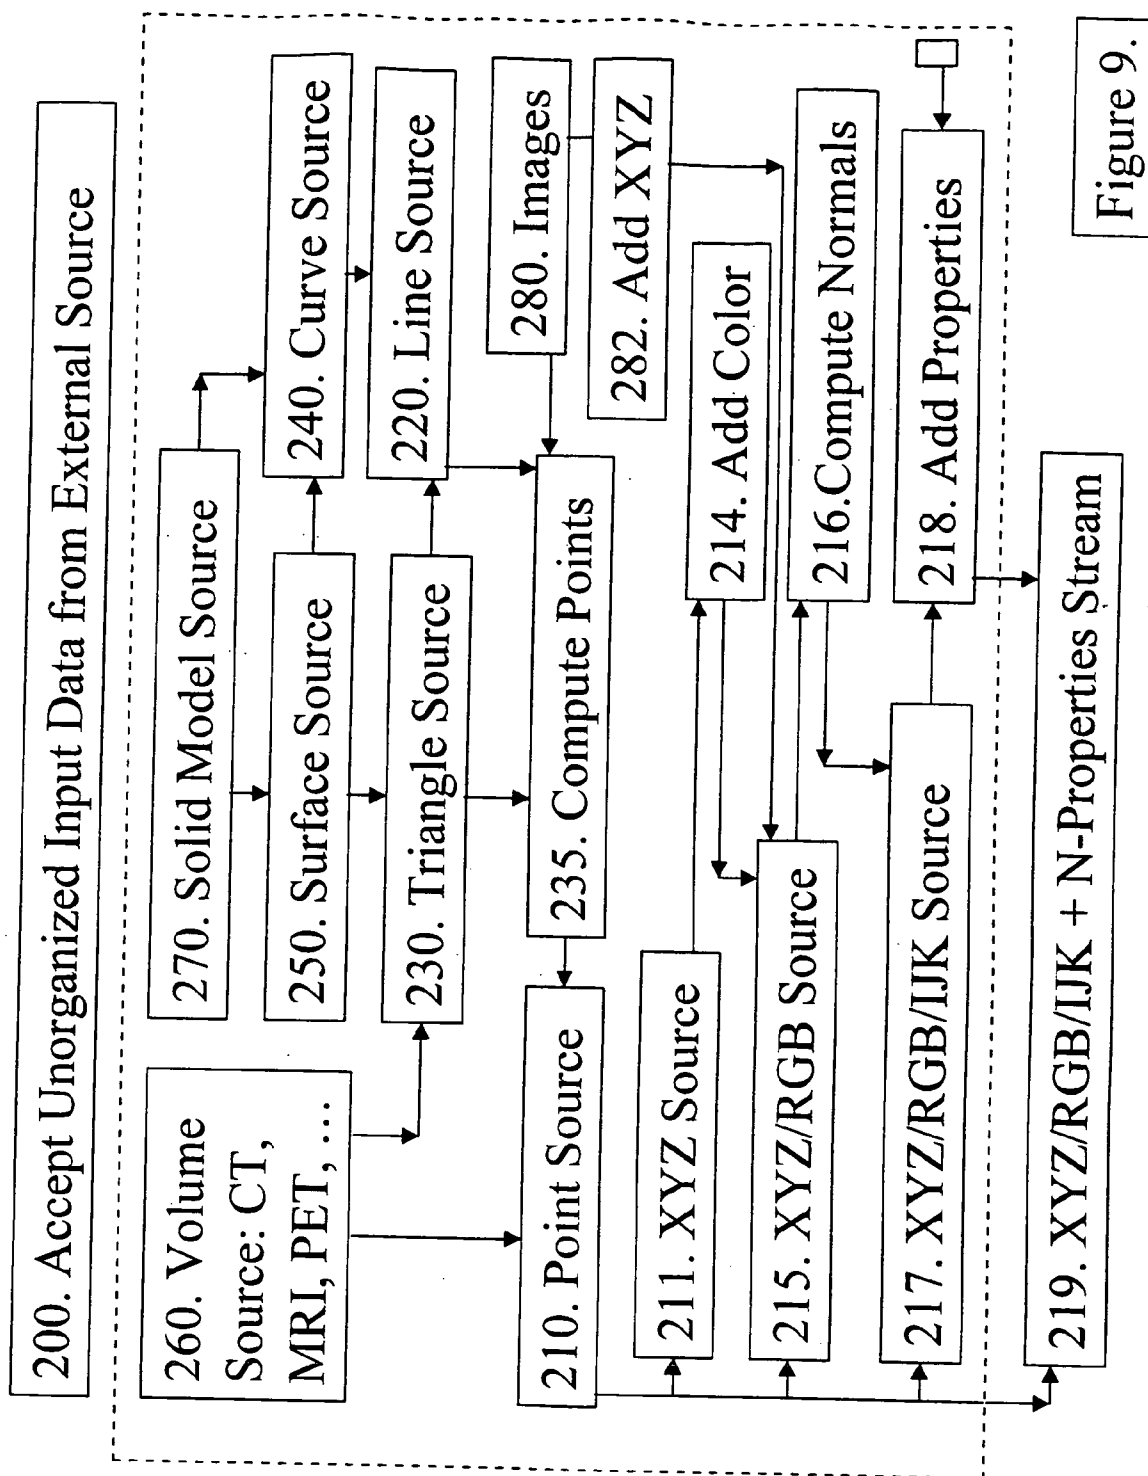 200. Accept Unorganized Input Data from External Source
260. Volume
Source: CT,
MRI, PET, ...
270. Solid Model Source
240. Curve Source
250. Surface Source
220. Line Source
230. Triangle Source
280. Images
210. Point Source
235. Compute Points
282. Add XYZ
211. XYZ Source
214. Add Color
215. XYZ/RGB Source
216.Compute Normals
217. XYZ/RGB/IJK Source
218. Add Properties
219. XYZ/RGB/IJK + N-Properties Stream
Figure 9.